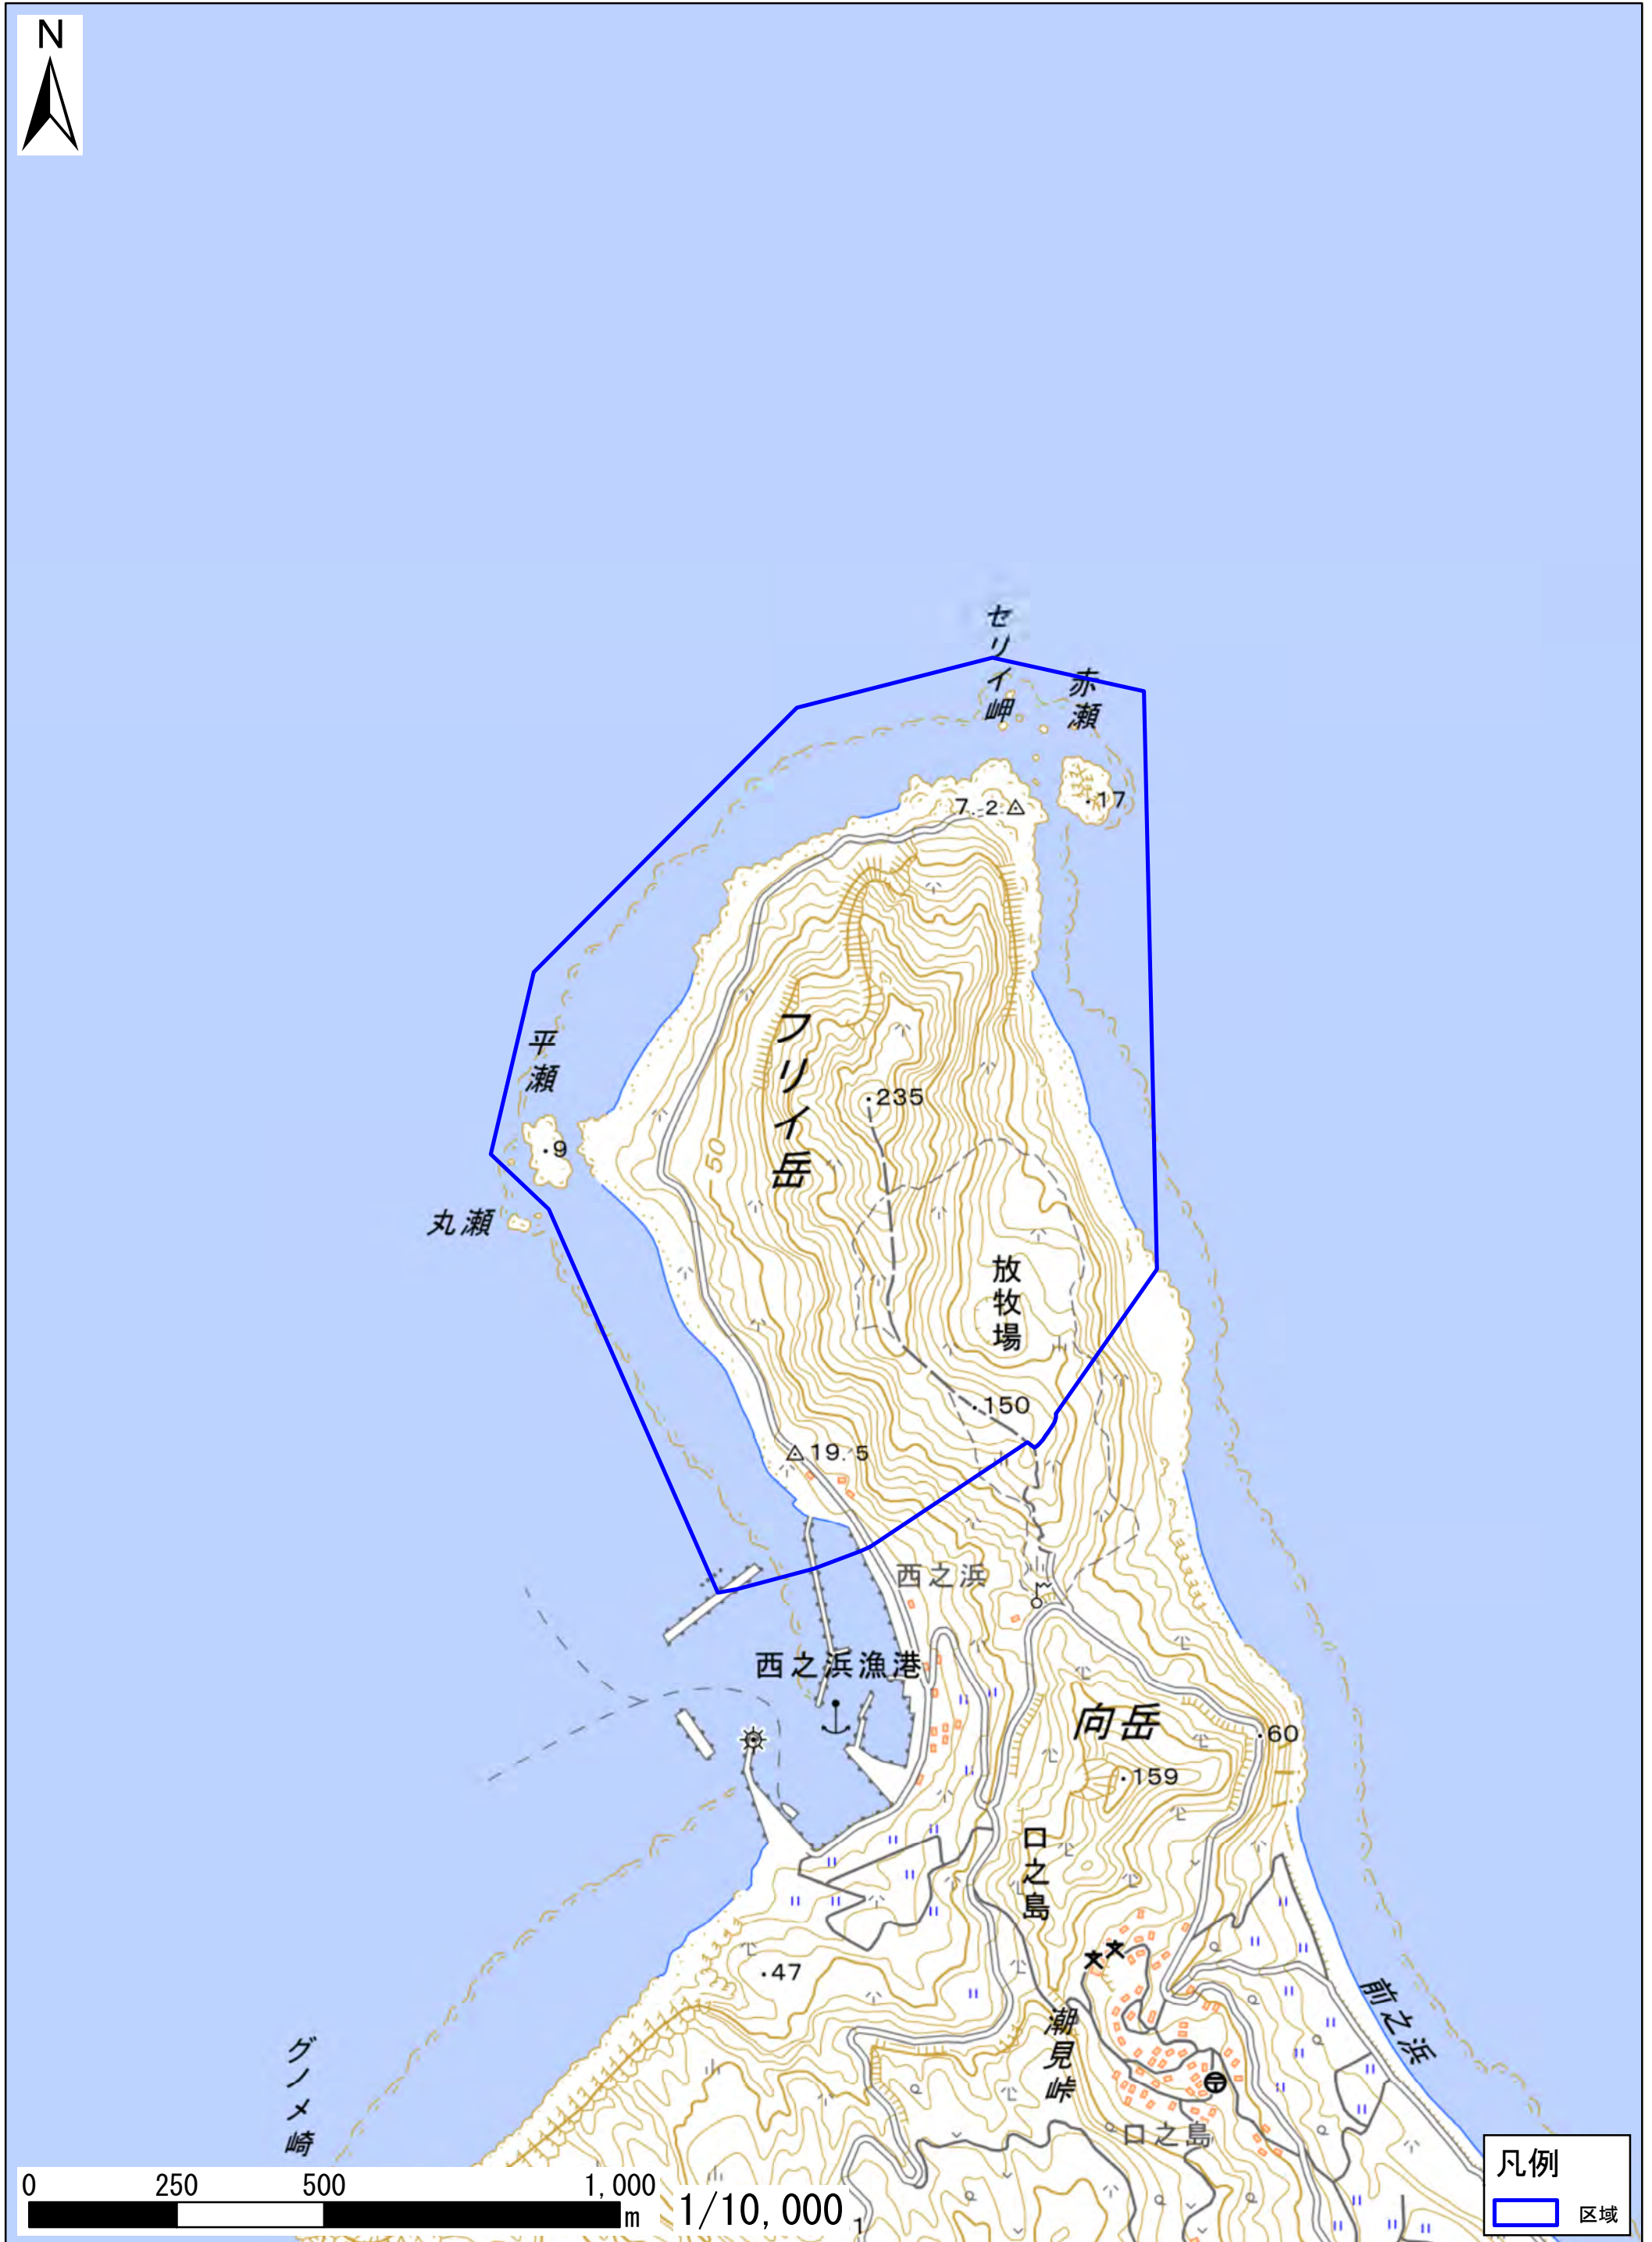 N
セリイ岬
赤瀬
7.2
17
フリイ岳
平瀬
235
9
50
丸瀬
放牧場
150
19.5
西之浜
西之浜漁港
向岳
60
159
口之島
47
潮見峠
前之浜
グノメ崎
口之島
凡例
区域
0 250 500 1,000
m
1/10,000
1